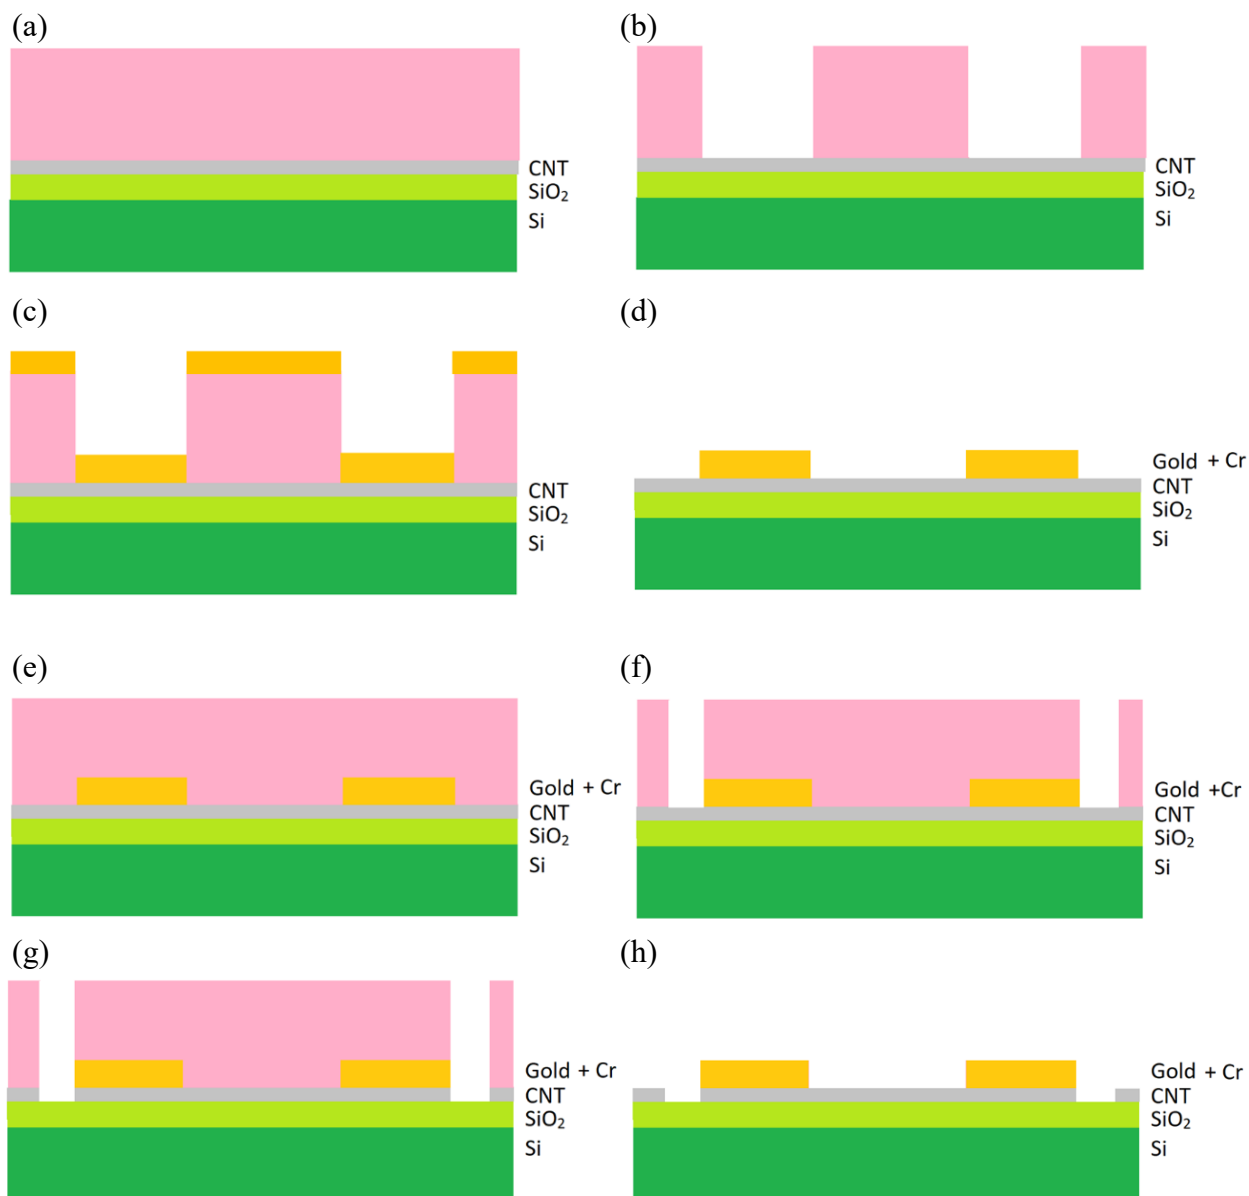 (a)
CNT
SiO₂
Si
(b)
CNT
SiO₂
Si
(c)
CNT
SiO₂
Si
(d)
Gold + Cr
CNT
SiO₂
Si
(e)
Gold + Cr
CNT
SiO₂
Si
(f)
Gold +Cr
CNT
SiO₂
Si
(g)
Gold + Cr
CNT
SiO₂
Si
(h)
Gold + Cr
CNT
SiO₂
Si